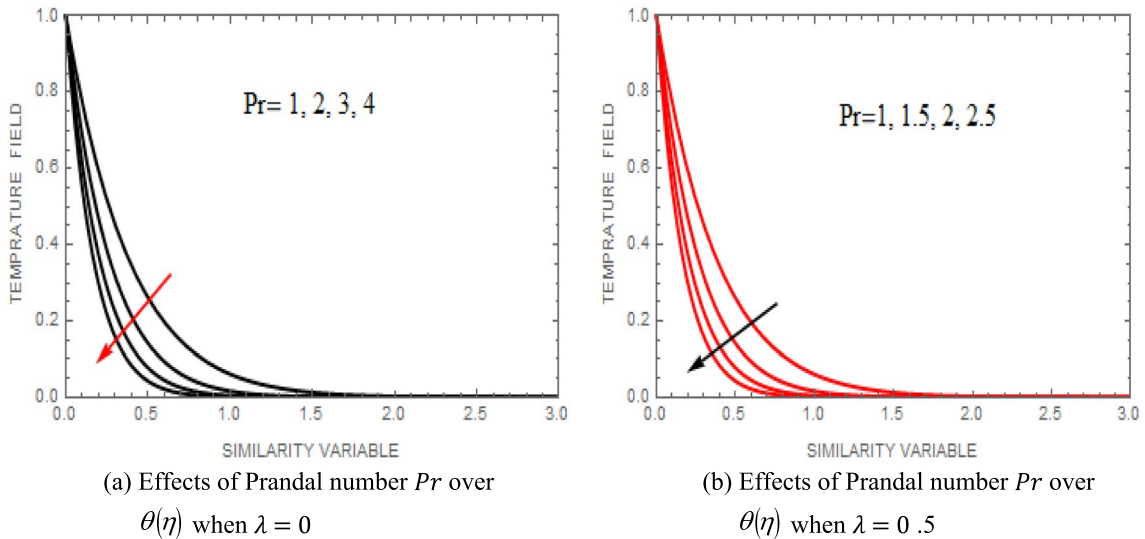 1.0
0.8
0.6
0.4
0.2
0.0
TEMPRATURE FIELD
Pr= 1, 2, 3, 4
0.0 0.5 1.0 1.5 2.0 2.5 3.0
SIMILARITY VARIABLE
(a) Effects of Prandal number Pr over
θ(η) when λ = 0
1.0
0.8
0.6
0.4
0.2
0.0
TEMPRATURE FIELD
Pr=1, 1.5, 2, 2.5
0.0 0.5 1.0 1.5 2.0 2.5 3.0
SIMILARITY VARIABLE
(b) Effects of Prandal number Pr over
θ(η) when λ = 0 .5